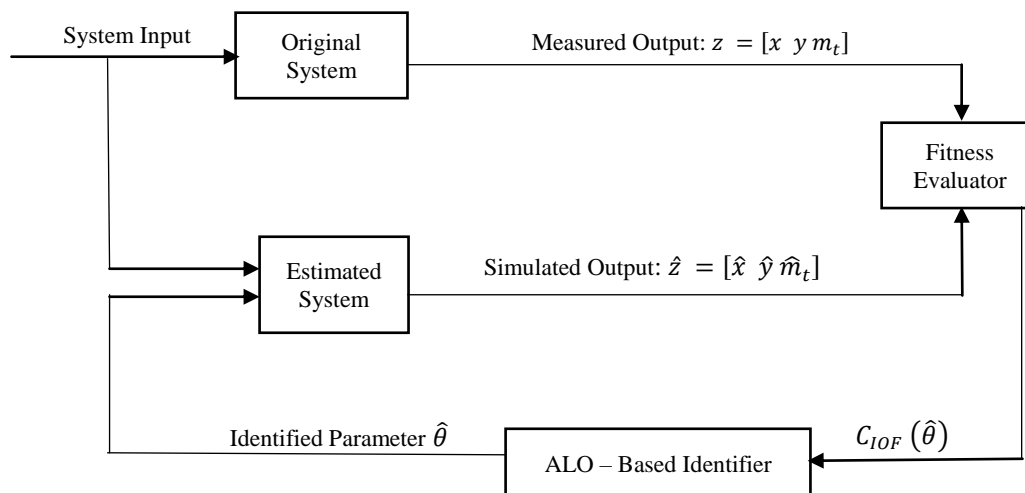 System Input
Original
System
Measured Output: z = [x y m_t]
Fitness
Evaluator
Estimated
System
Simulated Output: ẑ = [x̂ ŷ m̂_t]
Identified Parameter θ̂
ALO – Based Identifier
C_IOF (θ̂)